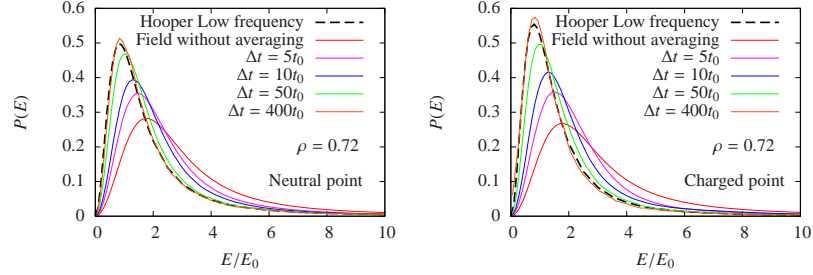 0.6
0.5
0.4
0.3
0.2
0.1
0
P(E)
Hooper Low frequency
Field without averaging
Δt = 5t₀
Δt = 10t₀
Δt = 50t₀
Δt = 400t₀
ρ = 0.72
Neutral point
0 2 4 6 8 10
E/E₀
0.6
0.5
0.4
0.3
0.2
0.1
0
P(E)
Hooper Low frequency
Field without averaging
Δt = 5t₀
Δt = 10t₀
Δt = 50t₀
Δt = 400t₀
ρ = 0.72
Charged point
0 2 4 6 8 10
E/E₀